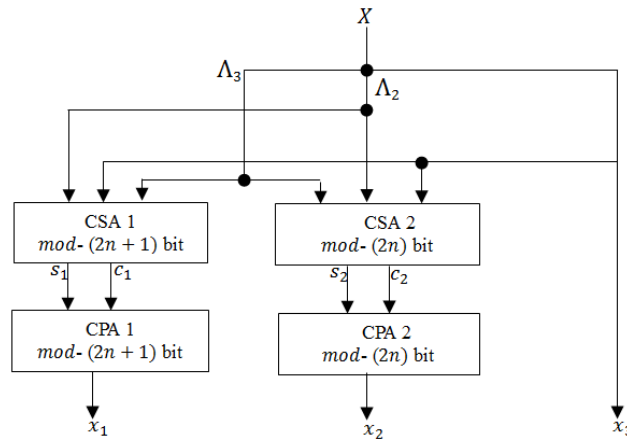 X
Λ₃
Λ₂
CSA 1
mod- (2n + 1) bit
CSA 2
mod- (2n) bit
s₁
c₁
s₂
c₂
CPA 1
mod- (2n + 1) bit
CPA 2
mod- (2n) bit
x₁
x₂
x₃